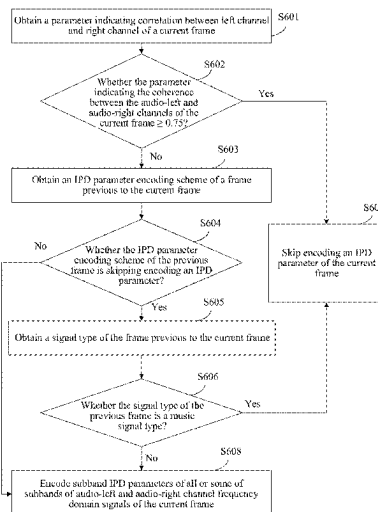 Obtain a parameter indicating correlation between left channel
and right channel of a current frame
S601
S602
Whether the parameter
indicating the coherence
between the audio-left and
audio-right channels of the
current frame ≥ 0.75?
Yes
No
S603
Obtain an IPD parameter encoding scheme of a frame
previous to the current frame
S604
Whether the IPD parameter
encoding scheme of the previous
frame is skipping encoding an IPD
parameter?
No
Yes
S60
Skip encoding an IPD
parameter of the current
frame
S605
Obtain a signal type of the frame previous to the current frame
S606
Whether the signal type of the
previous frame is a music
signal type?
Yes
No
S608
Encode subband IPD parameters of all or some of
subbands of audio-left and audio-right channel frequency
domain signals of the current frame